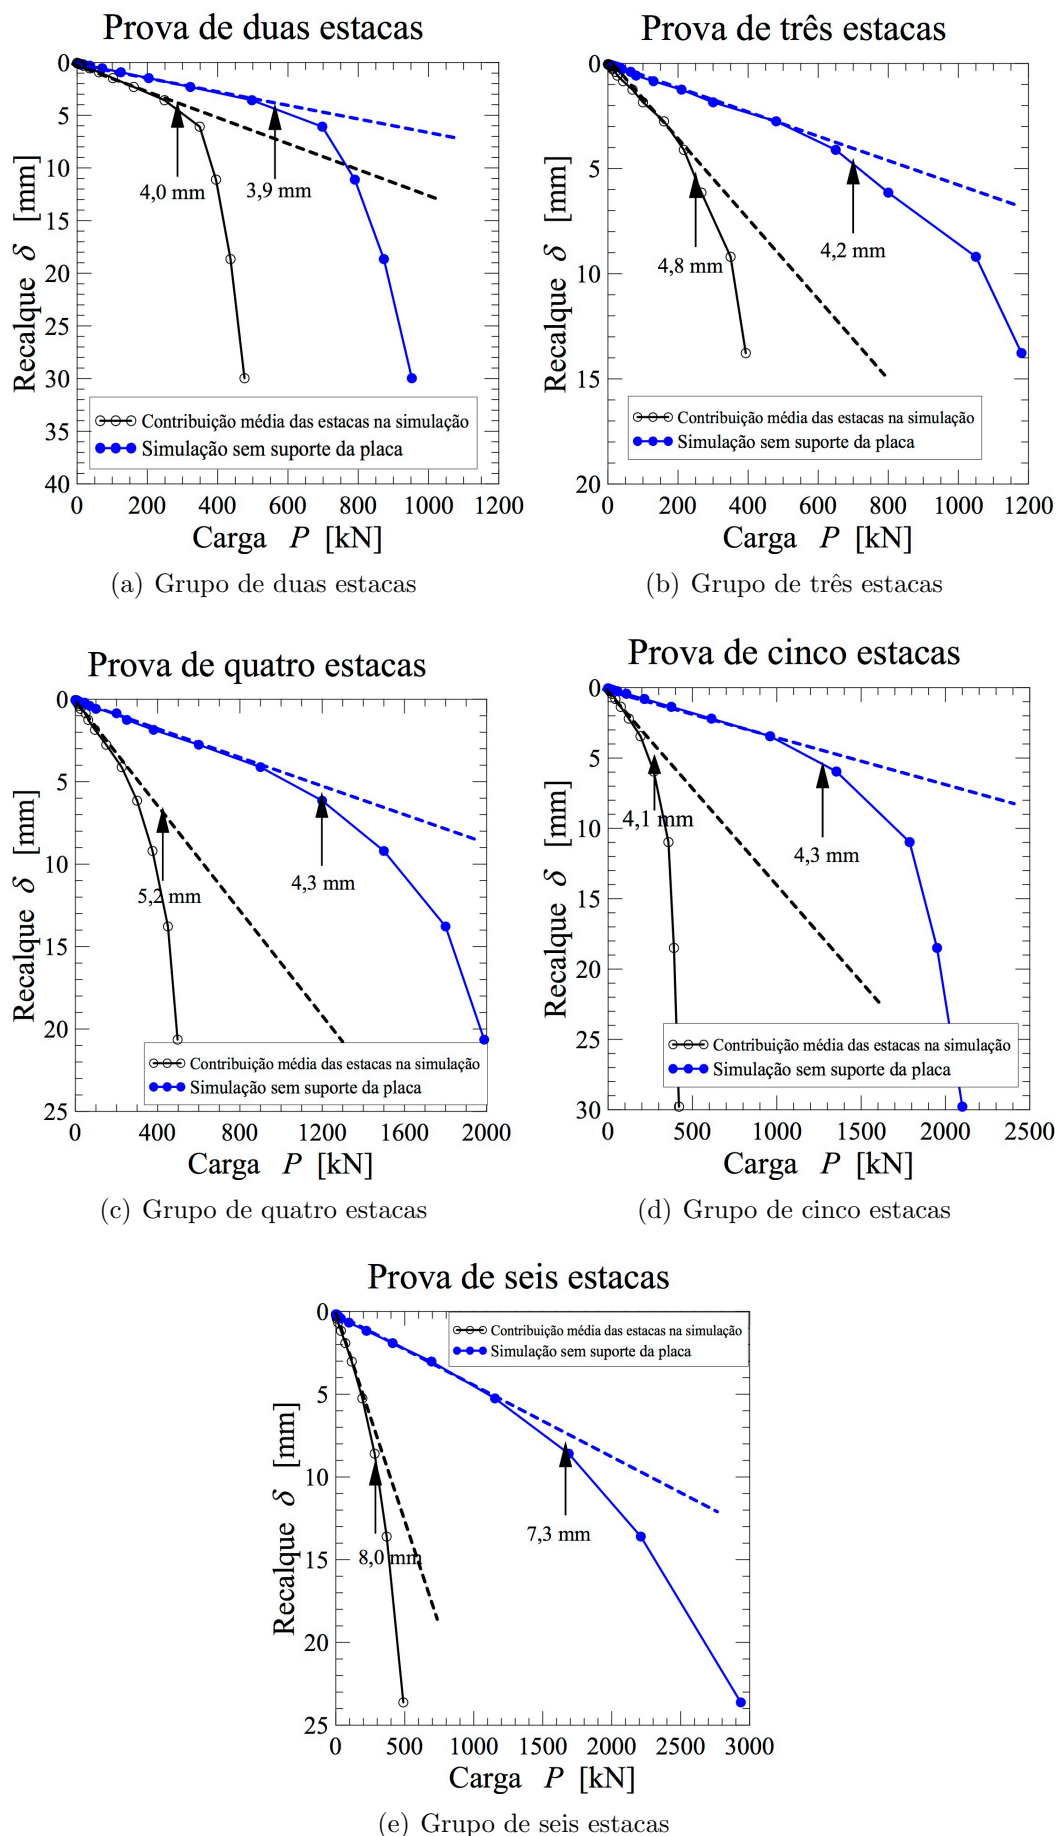 Prova de duas estacas
0
5
10
15
20
25
30
35
40
Recalque δ [mm]
4,0 mm
3,9 mm
Contribuição média das estacas na simulação
Simulação sem suporte da placa
0 200 400 600 800 1000 1200
Carga P [kN]
(a) Grupo de duas estacas
Prova de três estacas
0
5
10
15
20
Recalque δ [mm]
4,8 mm
4,2 mm
Contribuição média das estacas na simulação
Simulação sem suporte da placa
0 200 400 600 800 1000 1200
Carga P [kN]
(b) Grupo de três estacas
Prova de quatro estacas
0
5
10
15
20
25
Recalque δ [mm]
5,2 mm
4,3 mm
Contribuição média das estacas na simulação
Simulação sem suporte da placa
0 400 800 1200 1600 2000
Carga P [kN]
(c) Grupo de quatro estacas
Prova de cinco estacas
0
5
10
15
20
25
30
Recalque δ [mm]
4,1 mm
4,3 mm
Contribuição média das estacas na simulação
Simulação sem suporte da placa
0 500 1000 1500 2000 2500
Carga P [kN]
(d) Grupo de cinco estacas
Prova de seis estacas
0
5
10
15
20
25
Recalque δ [mm]
Contribuição média das estacas na simulação
Simulação sem suporte da placa
7,3 mm
8,0 mm
0 500 1000 1500 2000 2500 3000
Carga P [kN]
(e) Grupo de seis estacas